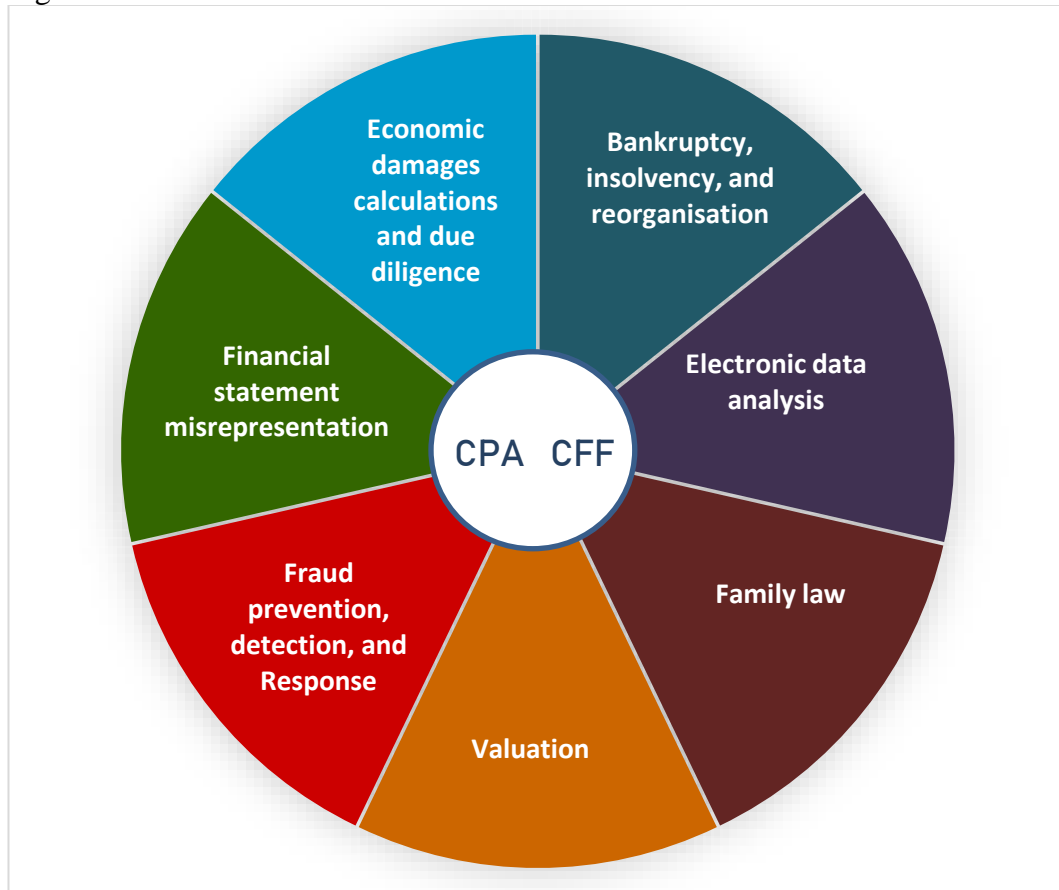 Economic
damages
calculations
and due
diligence
Bankruptcy,
insolvency, and
reorganisation
Financial
statement
misrepresentation
Electronic data
analysis
CPA CFF
Fraud
prevention,
detection, and
Response
Family law
Valuation